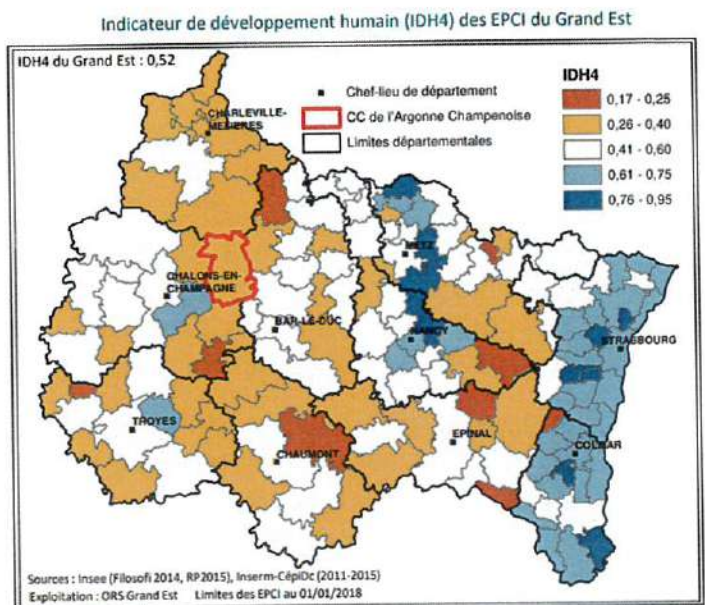 Indicateur de développement humain (IDH4) des EPCI du Grand Est
IDH4 du Grand Est : 0,52
Chef-lieu de département
CC de l'Argonne Champenoise
Limites départementales
IDH4
0,17 - 0,25
0,26 - 0,40
0,41 - 0,60
0,61 - 0,75
0,76 - 0,95
CHARLEVILLE-
MEZIERES
METZ
CHALONS-EN-
CHAMPAGNE
BAR-LE-DUC
NANCY
STRASBOURG
TROYES
EPINAL
COLMAR
CHAUMONT
Sources : Insee (Filosofi 2014, RP2015), Inserm-CépiDc (2011-2015)
Exploitation : ORS Grand Est Limites des EPCI au 01/01/2018